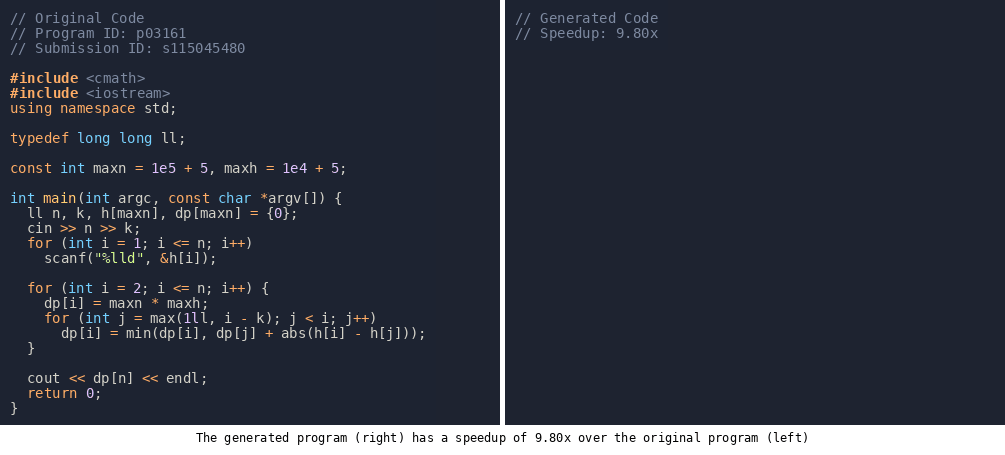 // Original Code
// Program ID: p03161
// Submission ID: s115045480

#include <cmath>
#include <iostream>
using namespace std;

typedef long long ll;

const int maxn = 1e5 + 5, maxh = 1e4 + 5;

int main(int argc, const char *argv[]) {
  ll n, k, h[maxn], dp[maxn] = {0};
  cin >> n >> k;
  for (int i = 1; i <= n; i++)
    scanf("%lld", &h[i]);

  for (int i = 2; i <= n; i++) {
    dp[i] = maxn * maxh;
    for (int j = max(1ll, i - k); j < i; j++)
      dp[i] = min(dp[i], dp[j] + abs(h[i] - h[j]));
  }

  cout << dp[n] << endl;
  return 0;
}
// Generated Code
// Speedup: 9.80x
The generated program (right) has a speedup of 9.80x over the original program (left)